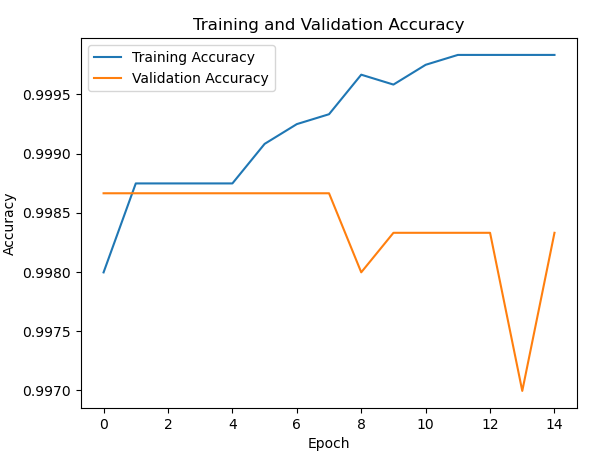 Training and Validation Accuracy
Training Accuracy
Validation Accuracy
0.9995
0.9990
0.9985
0.9980
0.9975
0.9970
Accuracy
0 2 4 6 8 10 12 14
Epoch